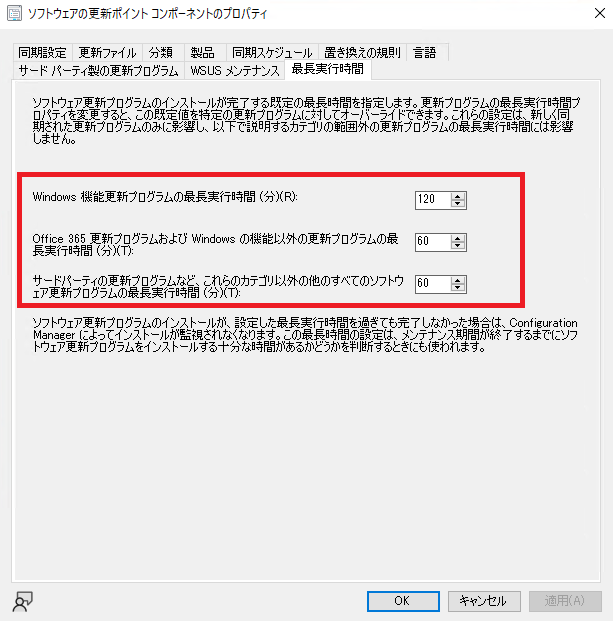 ソフトウェアの更新ポイント コンポーネントのプロパティ
同期設定 更新ファイル 分類 製品 同期スケジュール 置き換えの規則 言語
サード パーティ製の更新プログラム WSUS メンテナンス 最長実行時間
ソフトウェア更新プログラムのインストールが完了する既定の最長時間を指定します。更新プログラムの最長実行時間プ
ロパティを変更すると、この既定値を特定の更新プログラムに対してオーバーライドできます。これらの設定は、新しく同
期された更新プログラムのみに影響し、以下で説明するカテゴリの範囲外の更新プログラムの最長実行時間には影響
しません。
Windows 機能更新プログラムの最長実行時間 (分)(R): 120
Office 365 更新プログラムおよび Windows の機能以外の更新プログラムの最
長実行時間 (分)(T): 60
サードパーティの更新プログラムなど、これらのカテゴリ以外の他のすべてのソフトウ
ェア更新プログラムの最長実行時間 (分)(T): 60
ソフトウェア更新プログラムのインストールが、設定した最長実行時間を過ぎても完了しなかった場合は、Configuration
Manager によってインストールが監視されなくなります。この最長時間の設定は、メンテナンス期間が終了するまでにソフ
トウェア更新プログラムをインストールする十分な時間があるかどうかを判断するときにも使われます。
OK キャンセル 適用(A)